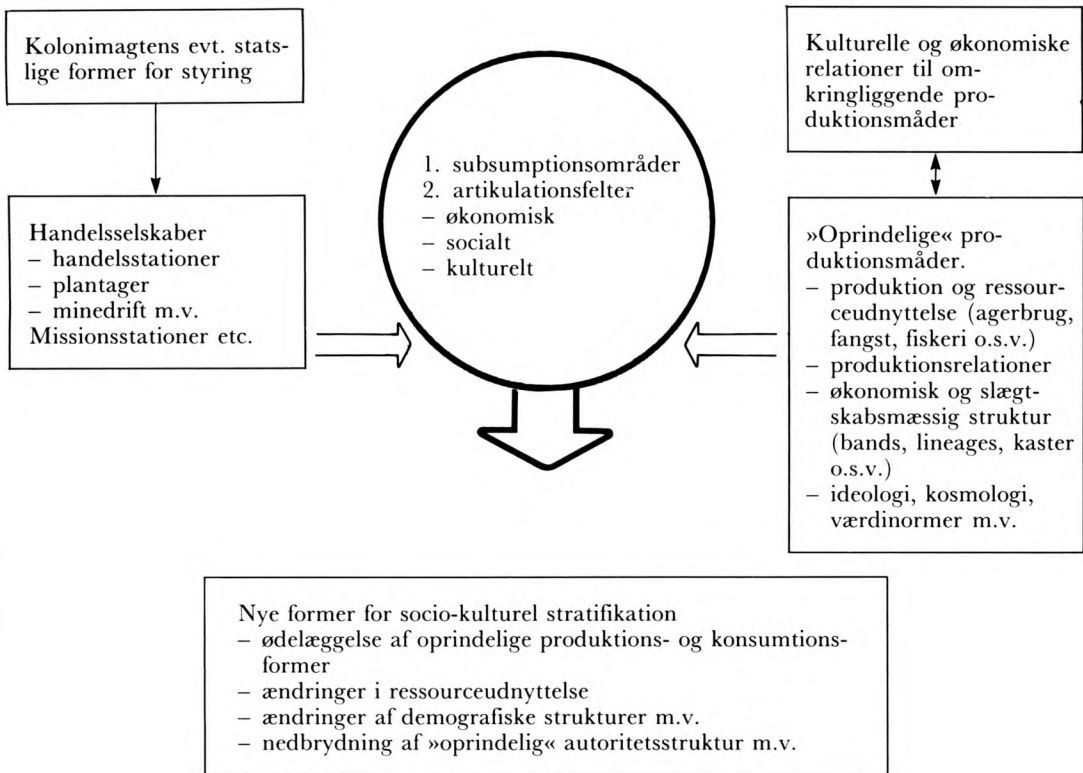 Kolonimagtens evt. stats-
lige former for styring
Handelsselskaber
– handelsstationer
– plantager
– minedrift m.v.
Missionsstationer etc.
1. subsumptionsområder
2. artikulationsfelter
– økonomisk
– socialt
– kulturelt
Kulturelle og økonomiske
relationer til om-
kringliggende pro-
duktionsmåder
»Oprindelige« pro-
duktionsmåder.
– produktion og ressour-
ceudnyttelse (agerbrug,
fangst, fiskeri o.s.v.)
– produktionsrelationer
– økonomisk og slægt-
skabsmæssig struktur
(bands, lineages, kaster
o.s.v.)
– ideologi, kosmologi,
værdinormer m.v.
Nye former for socio-kulturel stratifikation
– ødelæggelse af oprindelige produktions- og konsumtions-
former
– ændringer i ressourceudnyttelse
– ændringer af demografiske strukturer m.v.
– nedbrydning af »oprindelig« autoritetsstruktur m.v.